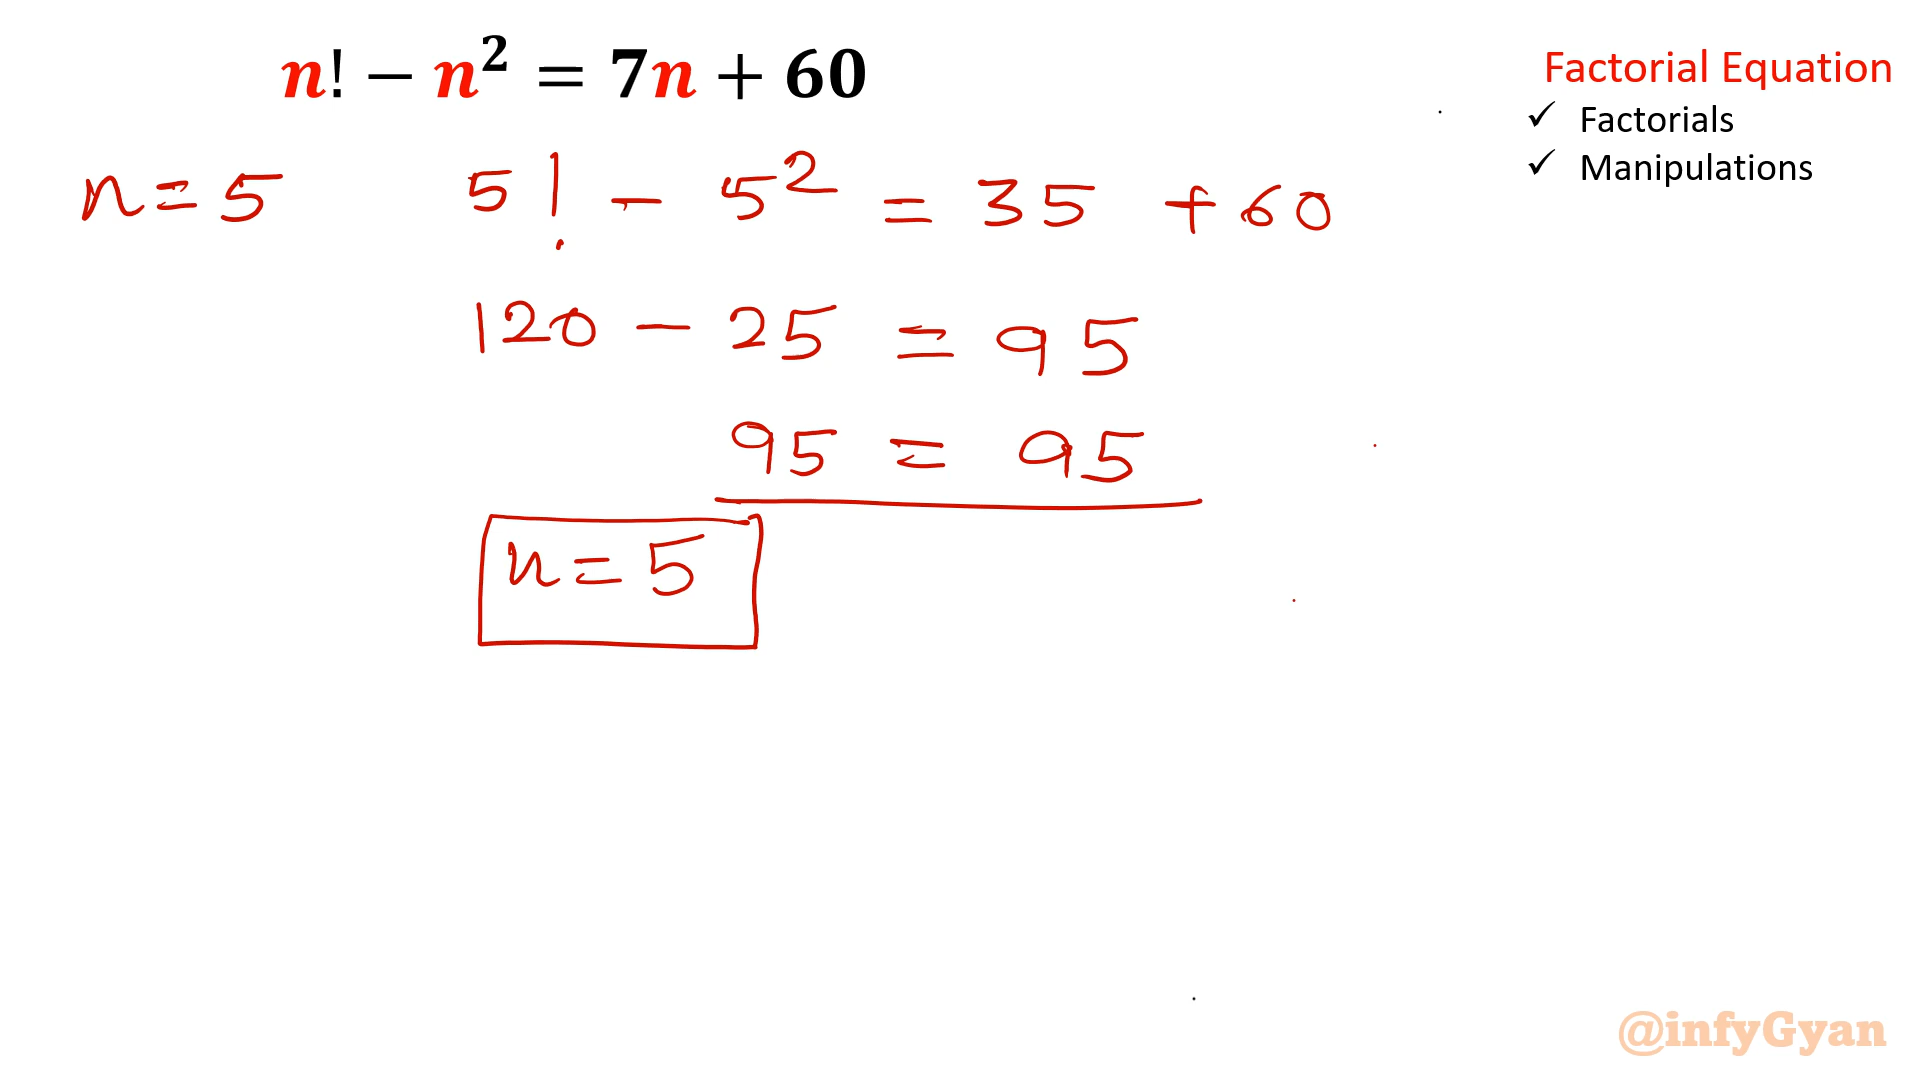 n! − n² = 7n + 60
Factorial Equation
✓ Factorials
✓ Manipulations
n = 5 5! − 5² = 35 + 60
120 − 25 = 95
95 = 95
n = 5
@infyGyan